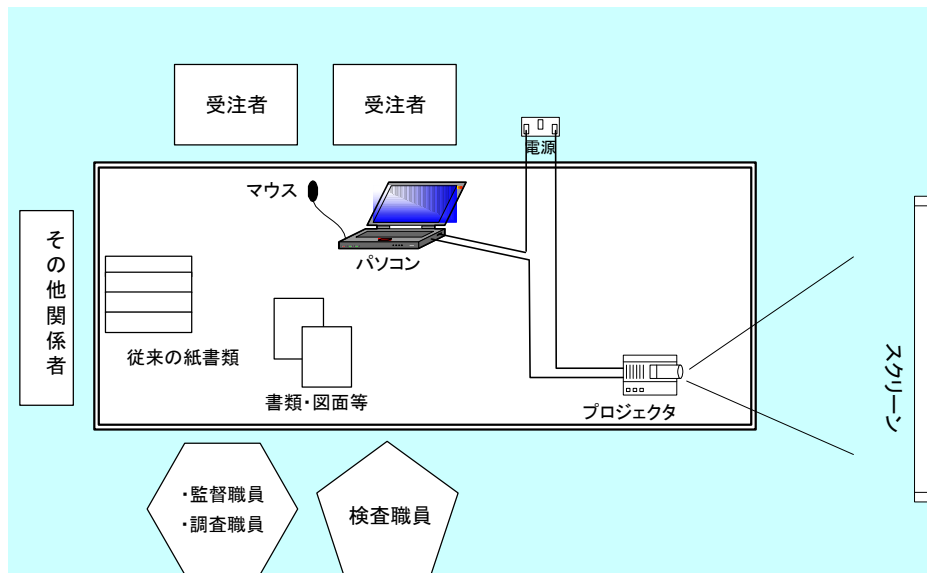 受注者
受注者
電源
マウス
パソコン
その他関係者
従来の紙書類
書類・図面等
プロジェクタ
スクリーン
・監督職員
・調査職員
検査職員